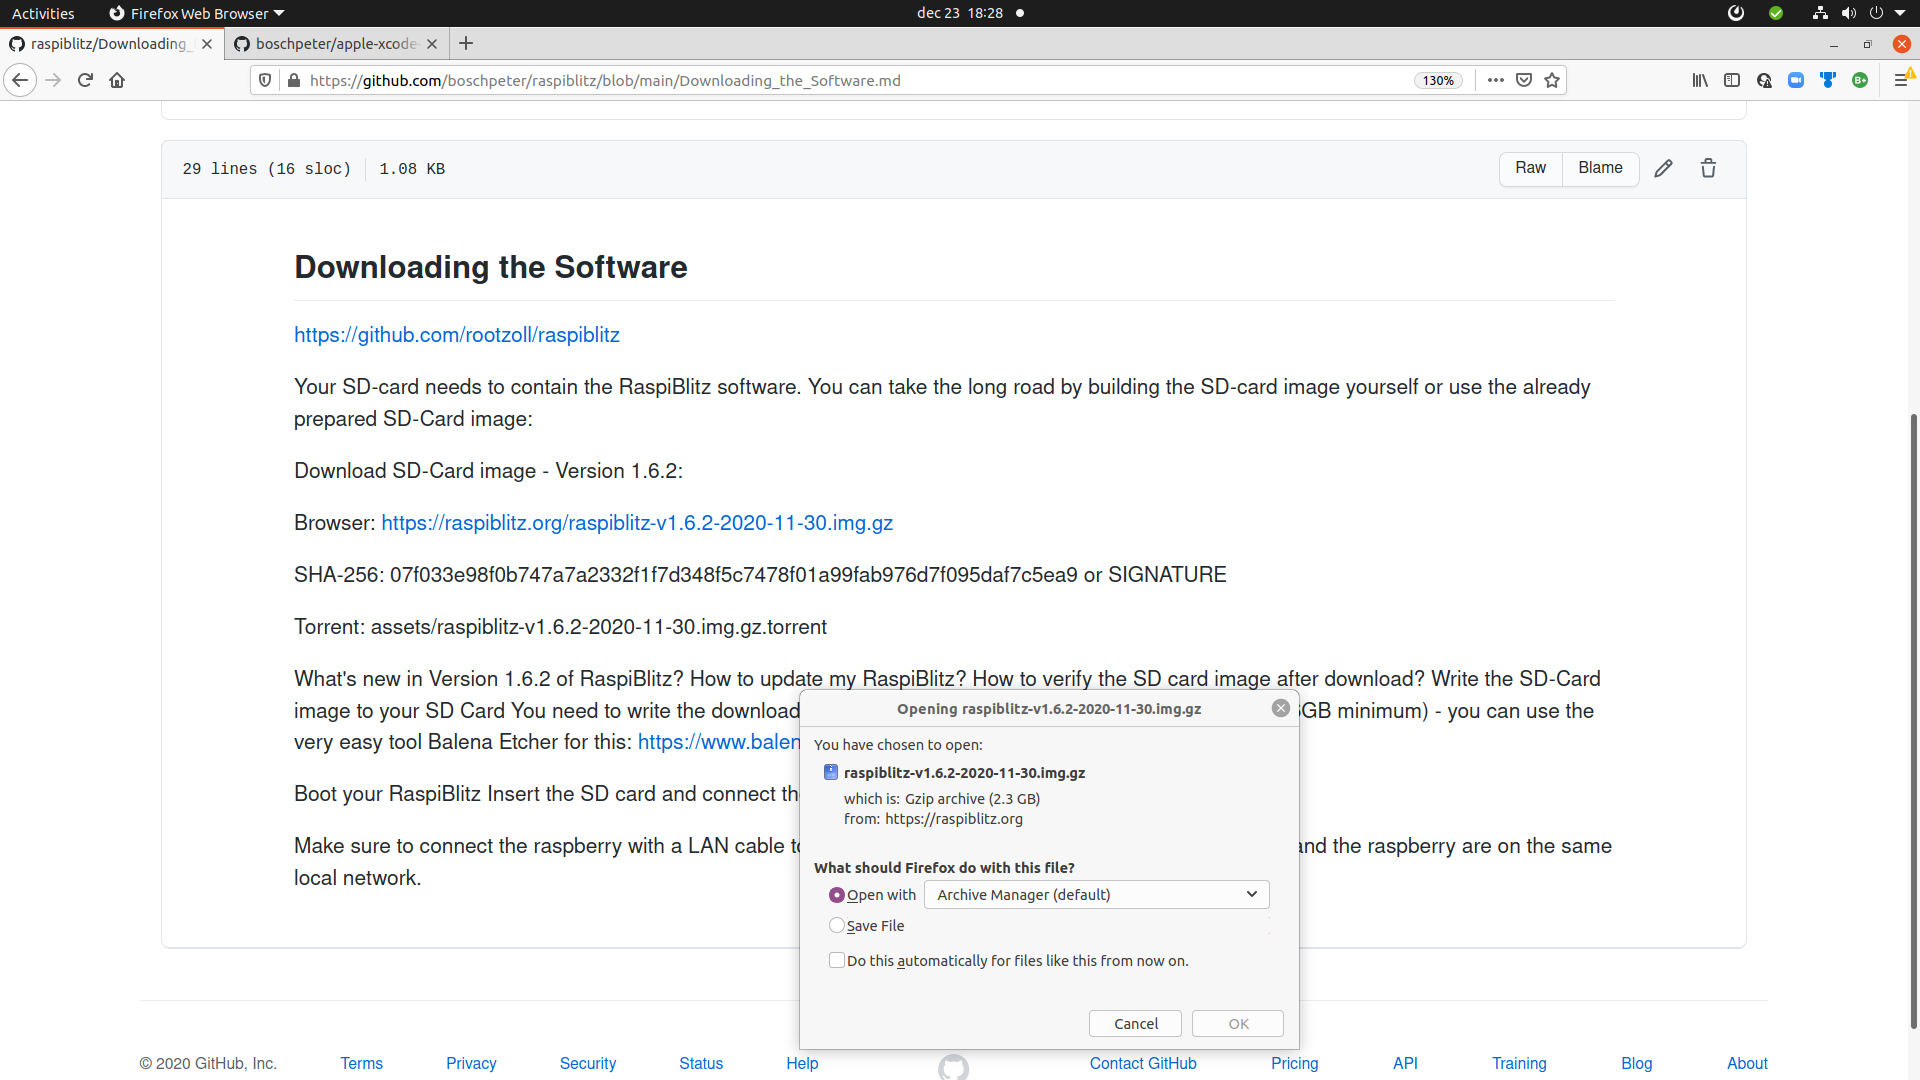 Activities
Firefox Web Browser
dec 23 18:28
raspiblitz/Downloading_
boschpeter/apple-xcode-
https://github.com/boschpeter/raspiblitz/blob/main/Downloading_the_Software.md
130%
29 lines (16 sloc)
1.08 KB
Raw
Blame
Downloading the Software
https://github.com/rootzoll/raspiblitz
Your SD-card needs to contain the RaspiBlitz software. You can take the long road by building the SD-card image yourself or use the already
prepared SD-Card image:
Download SD-Card image - Version 1.6.2:
Browser: https://raspiblitz.org/raspiblitz-v1.6.2-2020-11-30.img.gz
SHA-256: 07f033e98f0b747a7a2332f1f7d348f5c7478f01a99fab976d7f095daf7c5ea9 or SIGNATURE
Torrent: assets/raspiblitz-v1.6.2-2020-11-30.img.gz.torrent
What's new in Version 1.6.2 of RaspiBlitz? How to update my RaspiBlitz? How to verify the SD card image after download? Write the SD-Card
image to your SD Card You need to write the download GB minimum) - you can use the
very easy tool Balena Etcher for this: https://www.balen
Boot your RaspiBlitz Insert the SD card and connect th
Make sure to connect the raspberry with a LAN cable to and the raspberry are on the same
local network.
Opening raspiblitz-v1.6.2-2020-11-30.img.gz
You have chosen to open:
raspiblitz-v1.6.2-2020-11-30.img.gz
which is: Gzip archive (2.3 GB)
from: https://raspiblitz.org
What should Firefox do with this file?
Open with
Archive Manager (default)
Save File
Do this automatically for files like this from now on.
Cancel
OK
© 2020 GitHub, Inc.
Terms
Privacy
Security
Status
Help
Contact GitHub
Pricing
API
Training
Blog
About